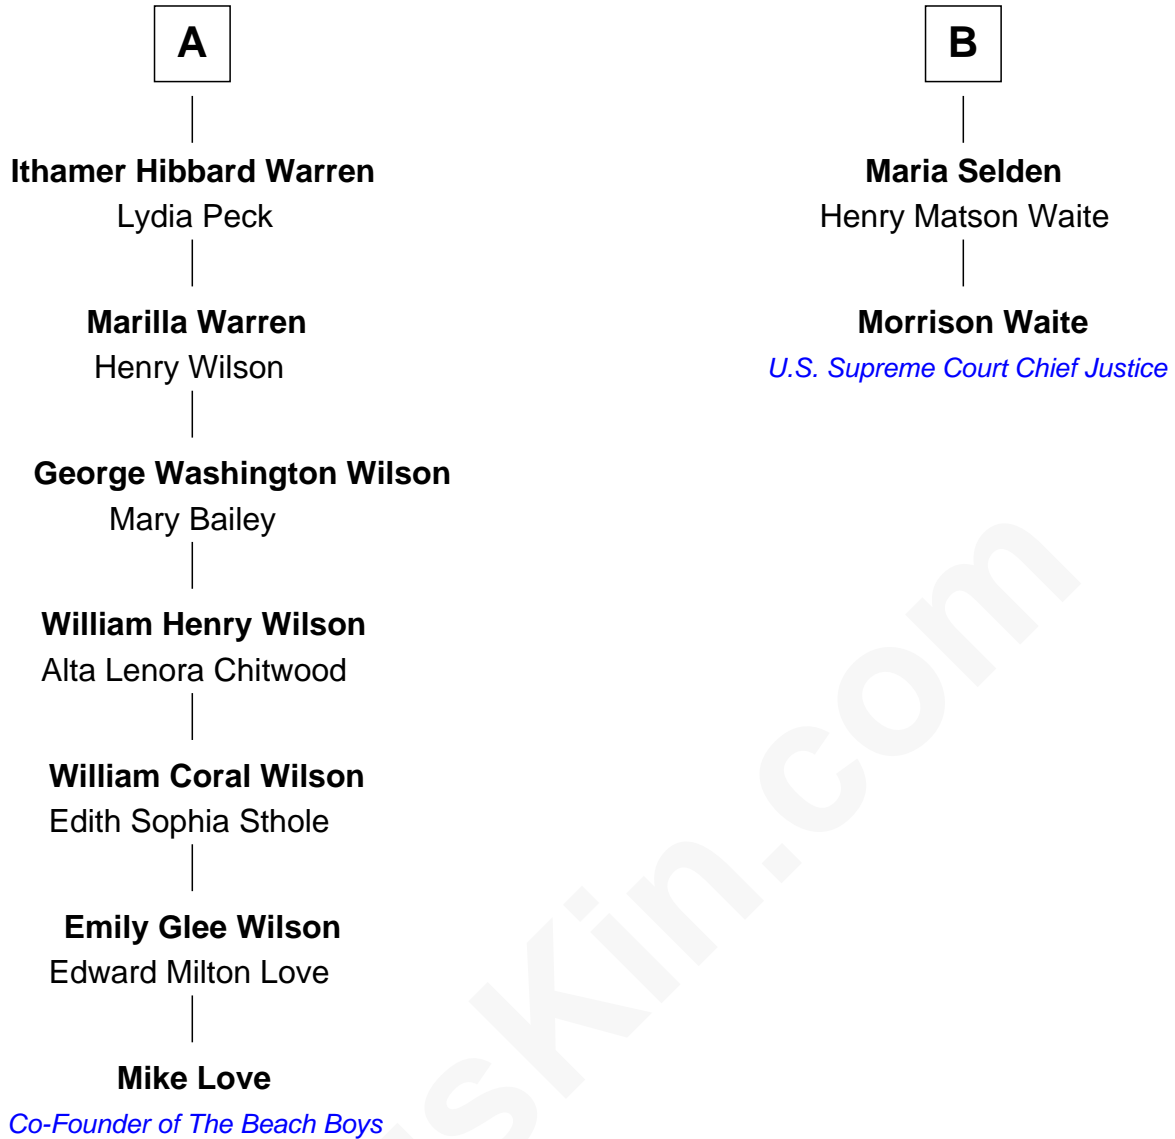 A
Ithamer Hibbard Warren
Lydia Peck
Marilla Warren
Henry Wilson
George Washington Wilson
Mary Bailey
William Henry Wilson
Alta Lenora Chitwood
William Coral Wilson
Edith Sophia Sthole
Emily Glee Wilson
Edward Milton Love
Mike Love
Co-Founder of The Beach Boys
B
Maria Selden
Henry Matson Waite
Morrison Waite
U.S. Supreme Court Chief Justice
usKin.com